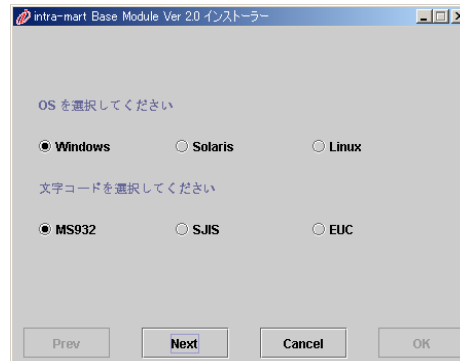 intra-mart Base Module Ver 2.0 インストーラー
OS を選択してください
Windows Solaris Linux
文字コードを選択してください
MS932 SJIS EUC
Prev Next Cancel OK